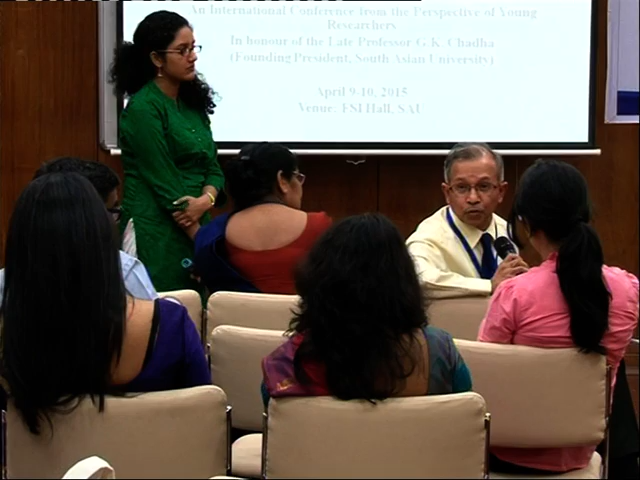 An International Conference from the Perspective of Young
Researchers
In honour of the Late Professor G. K. Chadha
(Founding President, South Asian University)
April 9-10, 2015
Venue: FSI Hall, SAU